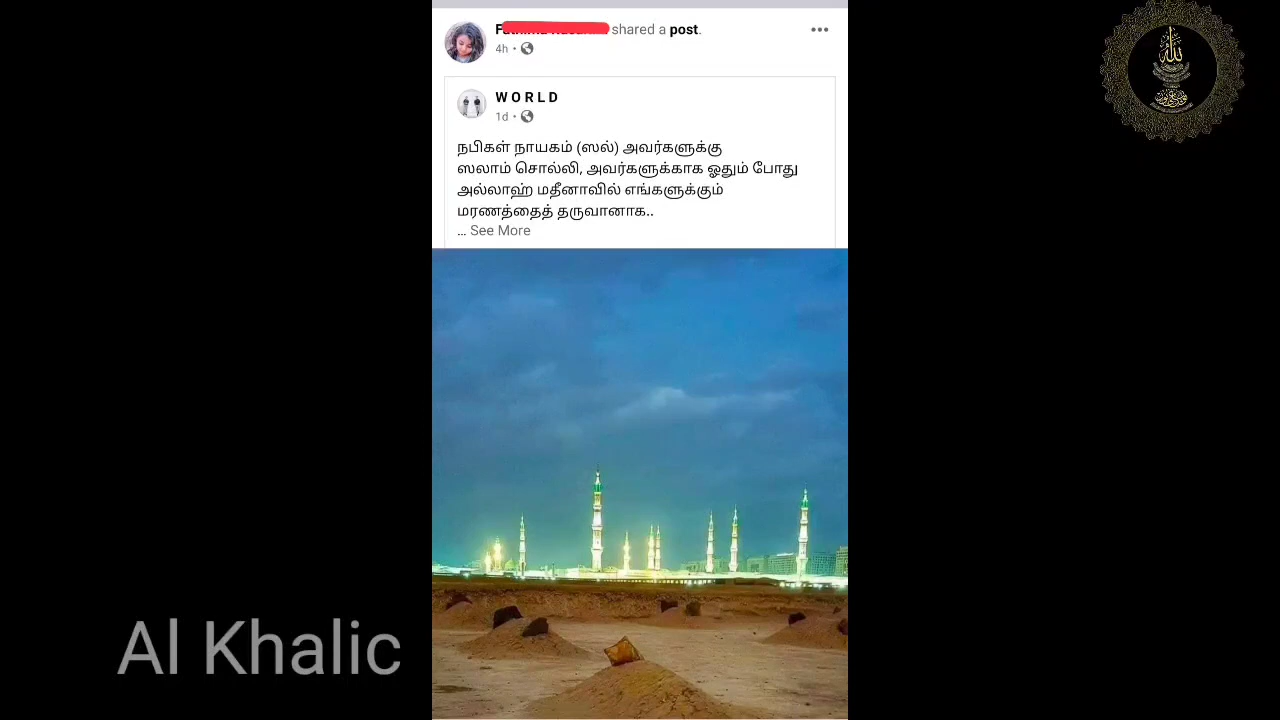 shared a post.
4h
W O R L D
1d
நபிகள் நாயகம் (ஸல்) அவர்களுக்கு
ஸலாம் சொல்லி, அவர்களுக்காக ஓதும் போது
அல்லாஹ் மதீனாவில் எங்களுக்கும்
மரணத்தைத் தருவானாக..
... See More
Al Khalic